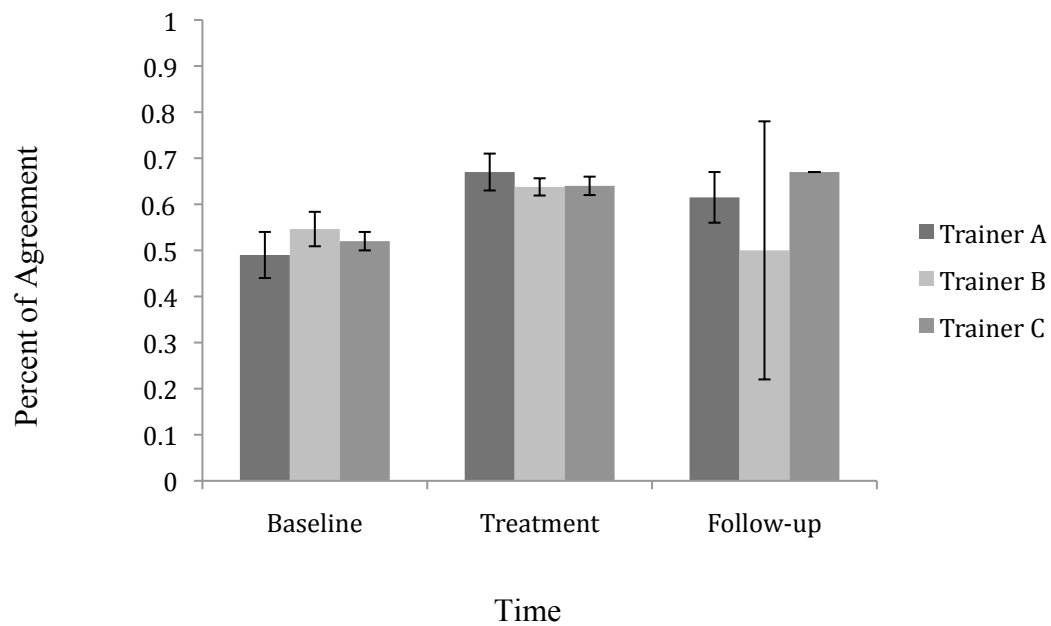 Percent of Agreement
1
0.9
0.8
0.7
0.6
0.5
0.4
0.3
0.2
0.1
0
Baseline Treatment Follow-up
Time
Trainer A
Trainer B
Trainer C